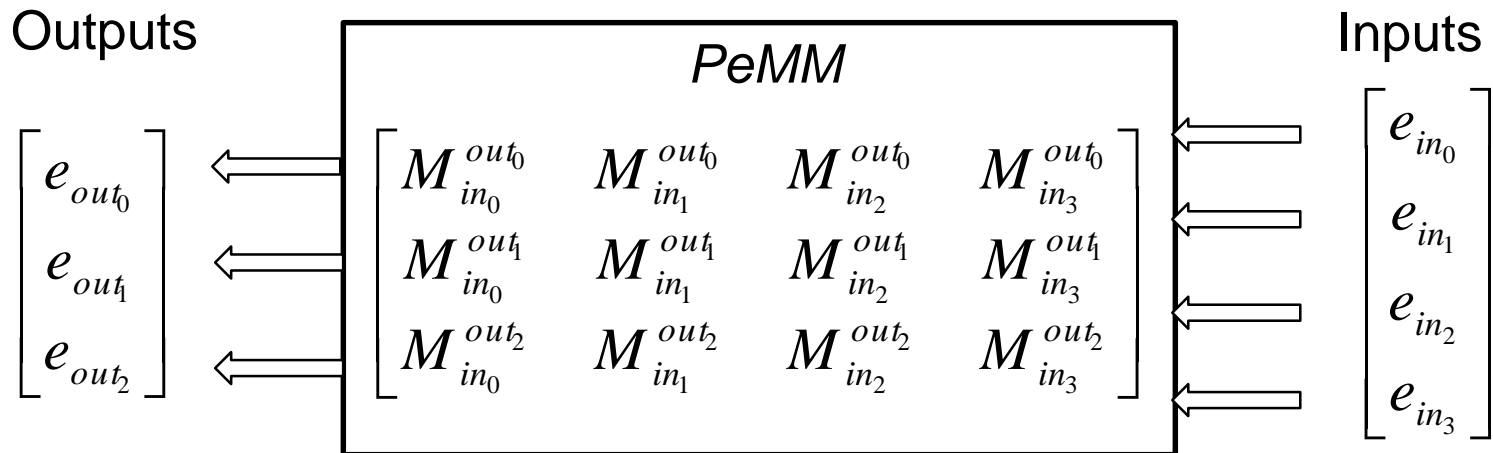 Outputs
PeMM
Inputs
e_{out_0}
e_{out_1}
e_{out_2}
M_{in_0}^{out_0} M_{in_1}^{out_0} M_{in_2}^{out_0} M_{in_3}^{out_0}
M_{in_0}^{out_1} M_{in_1}^{out_1} M_{in_2}^{out_1} M_{in_3}^{out_1}
M_{in_0}^{out_2} M_{in_1}^{out_2} M_{in_2}^{out_2} M_{in_3}^{out_2}
e_{in_0}
e_{in_1}
e_{in_2}
e_{in_3}